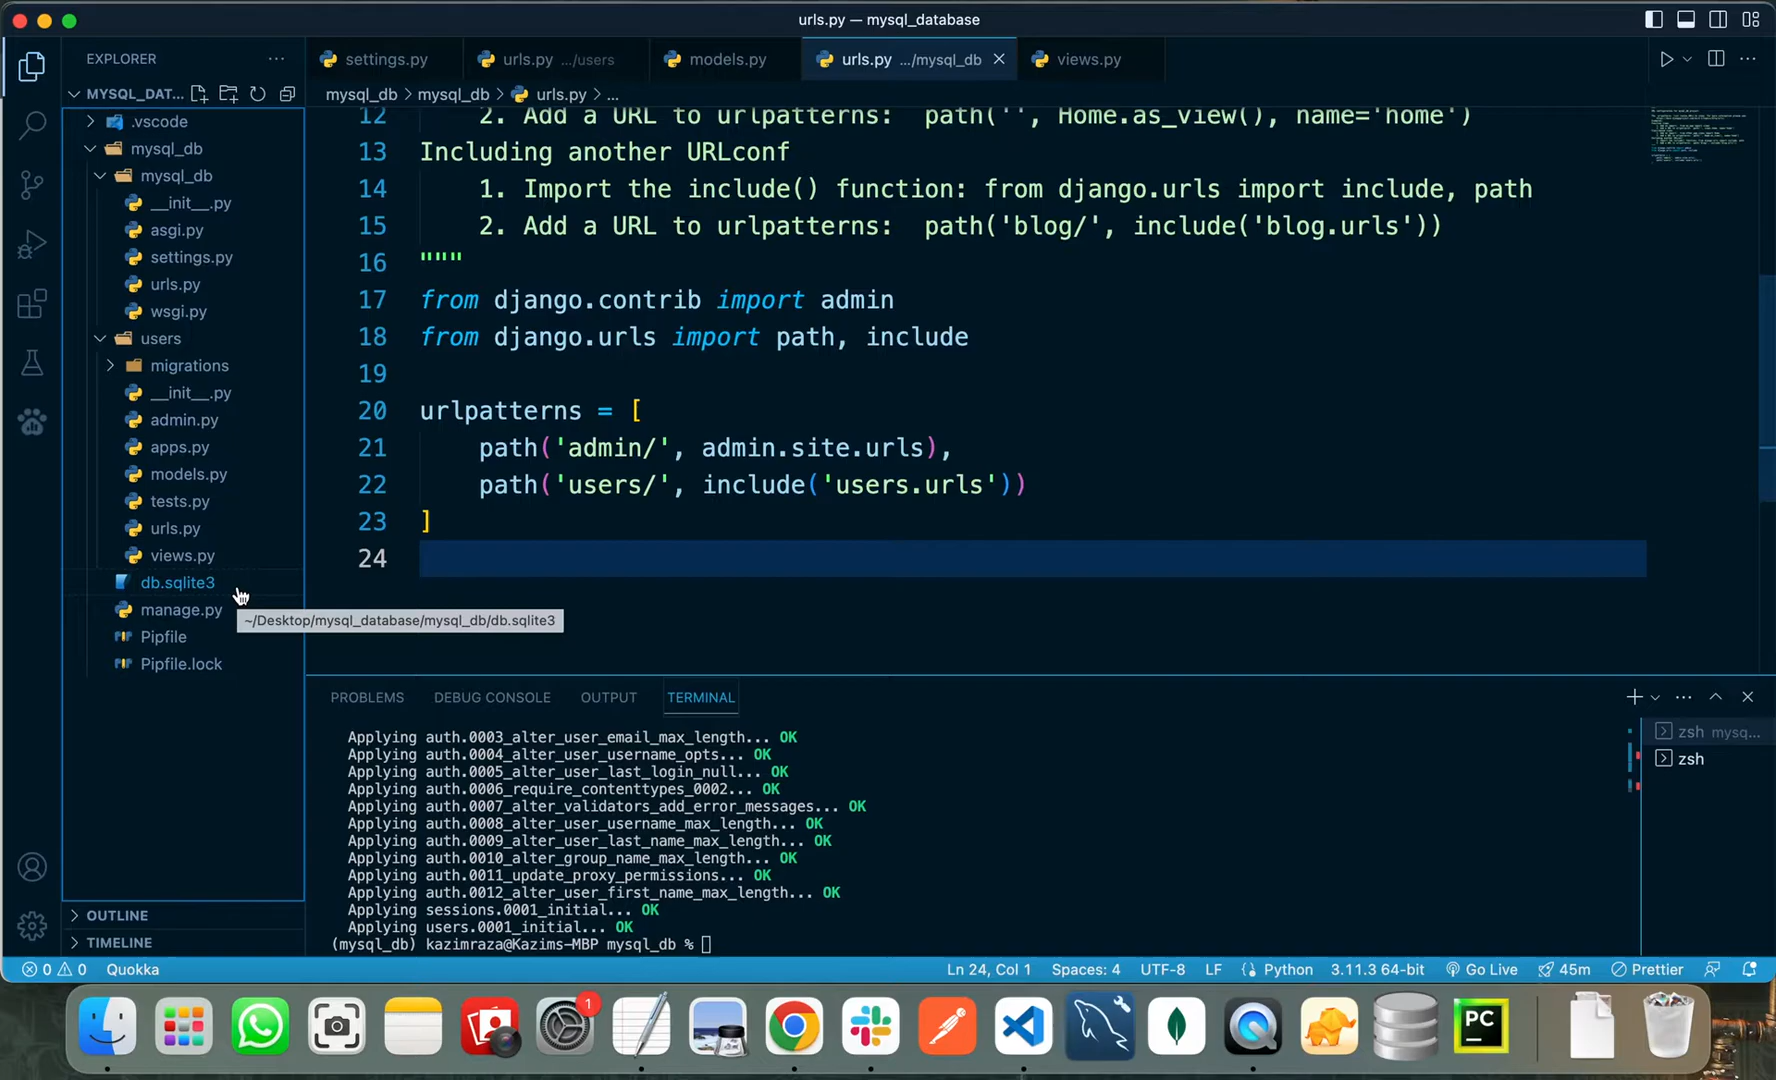 urls.py — mysql_database
EXPLORER
MYSQL_DAT...
.vscode
mysql_db
mysql_db
__init__.py
asgi.py
settings.py
urls.py
wsgi.py
users
migrations
__init__.py
admin.py
apps.py
models.py
tests.py
urls.py
views.py
db.sqlite3
manage.py
Pipfile
Pipfile.lock
~/Desktop/mysql_database/mysql_db/db.sqlite3
OUTLINE
TIMELINE
settings.py urls.py .../users models.py urls.py .../mysql_db views.py
mysql_db > mysql_db > urls.py > ...
12 2. Add a URL to urlpatterns: path('', Home.as_view(), name='home')
13 Including another URLconf
14 1. Import the include() function: from django.urls import include, path
15 2. Add a URL to urlpatterns: path('blog/', include('blog.urls'))
16 """
17 from django.contrib import admin
18 from django.urls import path, include
19
20 urlpatterns = [
21 path('admin/', admin.site.urls),
22 path('users/', include('users.urls'))
23 ]
24
PROBLEMS DEBUG CONSOLE OUTPUT TERMINAL
Applying auth.0003_alter_user_email_max_length... OK
Applying auth.0004_alter_user_username_opts... OK
Applying auth.0005_alter_user_last_login_null... OK
Applying auth.0006_require_contenttypes_0002... OK
Applying auth.0007_alter_validators_add_error_messages... OK
Applying auth.0008_alter_user_username_max_length... OK
Applying auth.0009_alter_user_last_name_max_length... OK
Applying auth.0010_alter_group_name_max_length... OK
Applying auth.0011_update_proxy_permissions... OK
Applying auth.0012_alter_user_first_name_max_length... OK
Applying sessions.0001_initial... OK
Applying users.0001_initial... OK
(mysql_db) kazimraza@Kazims-MBP mysql_db %
zsh mysq...
zsh
0 0 Quokka Ln 24, Col 1 Spaces: 4 UTF-8 LF Python 3.11.3 64-bit Go Live 45m Prettier
1
PC